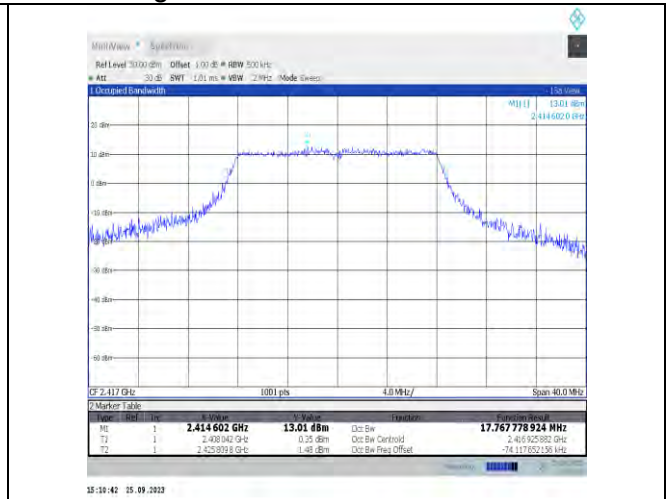 MultiView Spectrum
Ref Level 30.00 dBm Offset 1.00 dB RBW 500 kHz
Att 30 dB SWT 1.01 ms VBW 2 MHz Mode Sweep
1 Occupied Bandwidth
M1[1] 13.01 dBm
2.414 602 0 GHz
20 dBm
10 dBm
0 dBm
-10 dBm
-20 dBm
-30 dBm
-40 dBm
-50 dBm
-60 dBm
CF 2.417 GHz 1001 pts 4.0 MHz/ Span 40.0 MHz
2 Marker Table
Type Ref Trc X-Value Y-Value Function Function Result
M1 1 2.414 602 GHz 13.01 dBm Occ Bw 17.767 778 924 MHz
T1 1 2.408 042 GHz 0.35 dBm Occ Bw Centroid 2.416 925 882 GHz
T2 1 2.425 809 8 GHz 1.48 dBm Occ Bw Freq Offset -74.117 652 156 kHz
15:10:42 25.09.2023